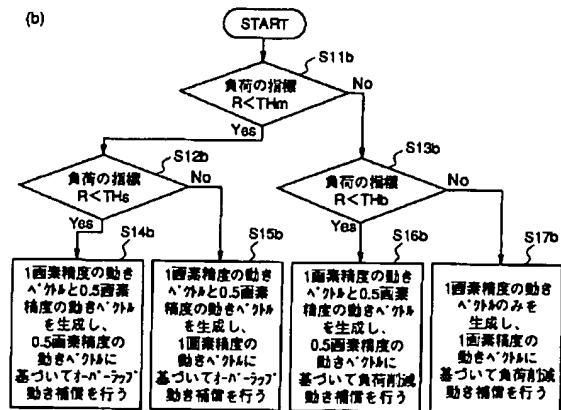 (b)
START
S11b
負荷の指標
R<THm
No
Yes
S12b
負荷の指標
R<THs
No
Yes
S13b
負荷の指標
R<THb
No
Yes
S14b
1画素精度の動き
ベクトルと0.5画素
精度の動きベクトル
を生成し、
0.5画素精度の
動きベクトルに
基づいてオーバーラップ
動き補償を行う
S15b
1画素精度の動き
ベクトルと0.5画素
精度の動きベクトル
を生成し、
1画素精度の
動きベクトルに
基づいてオーバーラップ
動き補償を行う
S16b
1画素精度の動き
ベクトルと0.5画素
精度の動きベクトル
を生成し、
0.5画素精度の
動きベクトルに
基づいて負荷削減
動き補償を行う
S17b
1画素精度の動き
ベクトルのみを
生成し、
1画素精度の
動きベクトルに
基づいて負荷削減
動き補償を行う